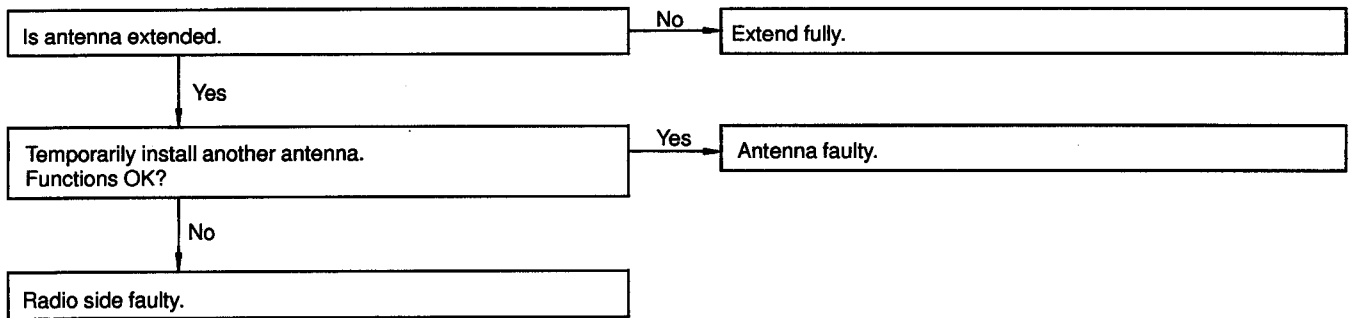 Is antenna extended.
No
Extend fully.
Yes
Temporarily install another antenna.
Functions OK?
Yes
Antenna faulty.
No
Radio side faulty.